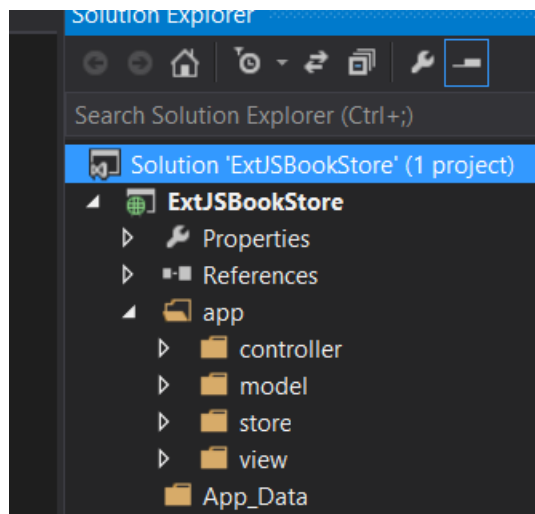 Solution Explorer
Search Solution Explorer (Ctrl+;)
Solution 'ExtJSBookStore' (1 project)
ExtJSBookStore
Properties
References
app
controller
model
store
view
App_Data